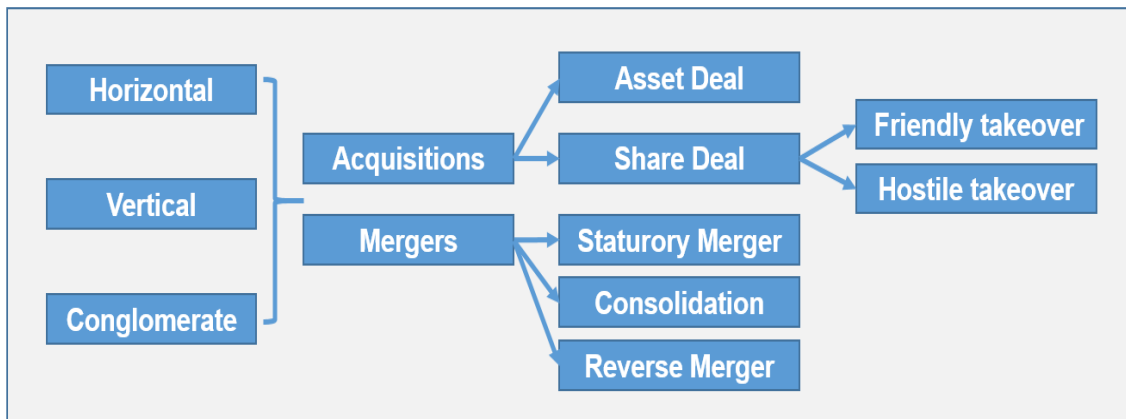 Horizontal
Vertical
Conglomerate
Acquisitions
Mergers
Asset Deal
Share Deal
Staturory Merger
Consolidation
Reverse Merger
Friendly takeover
Hostile takeover